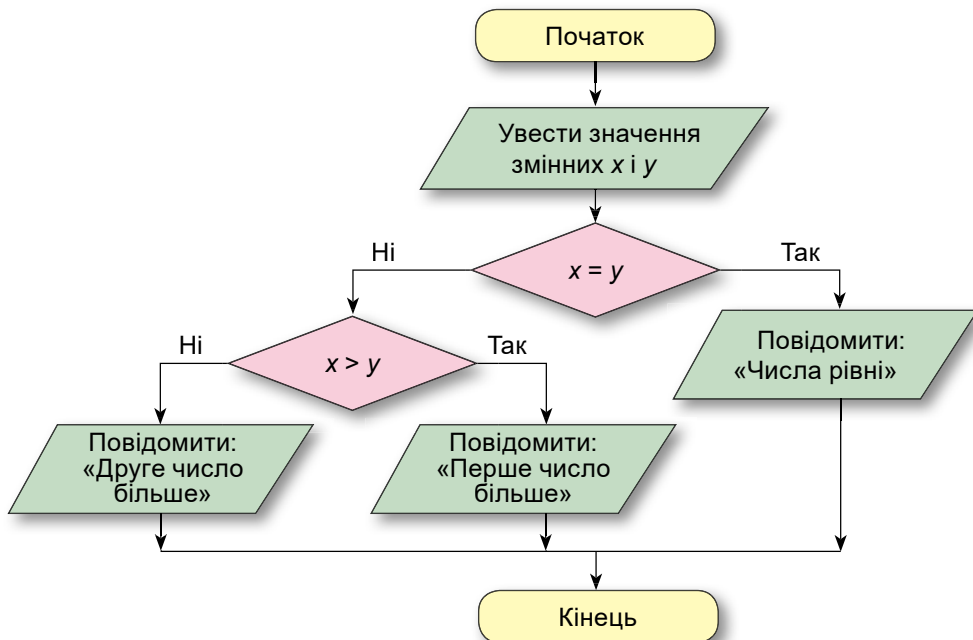 Початок
Увести значення
змінних x і y
Ні
Так
x = y
Ні
Так
x > y
Повідомити:
«Числа рівні»
Повідомити:
«Друге число
більше»
Повідомити:
«Перше число
більше»
Кінець